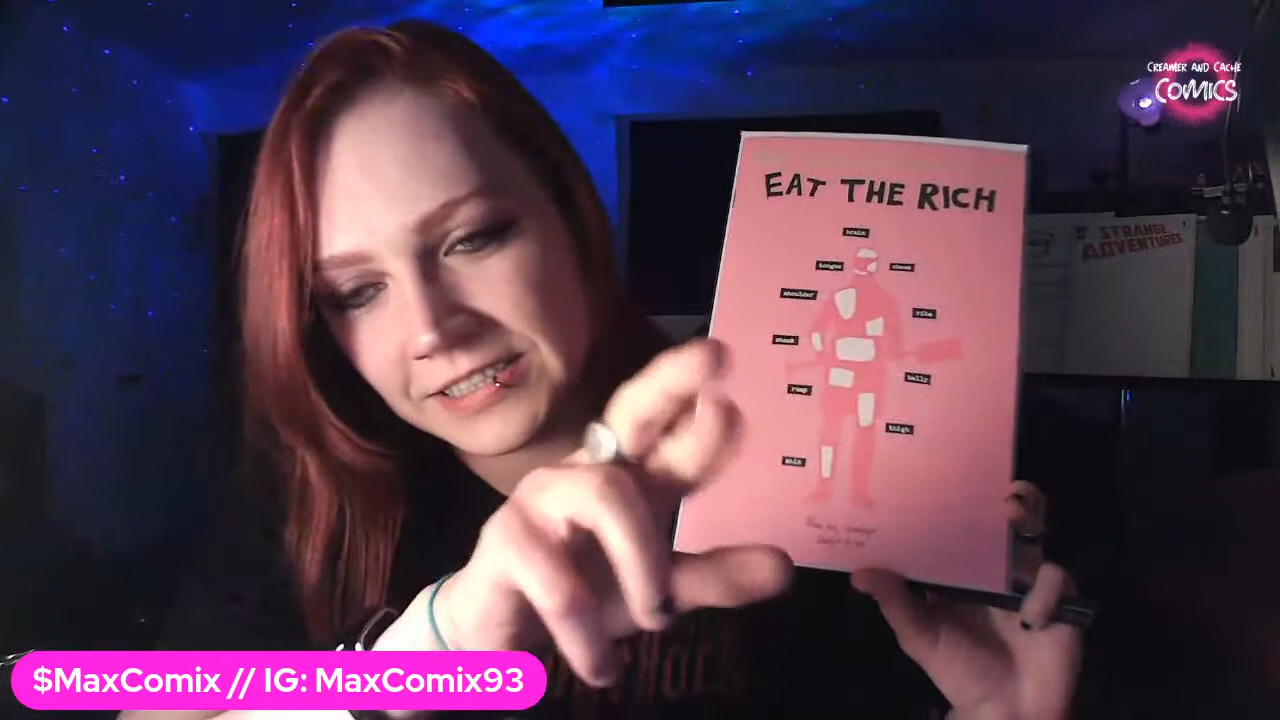 CREAMER AND CACHE
COMICS
EAT THE RICH
brain
tongue
cheek
shoulder
ribs
shank
belly
rump
thigh
shin
STRANGE
ADVENTURES
$MaxComix // IG: MaxComix93